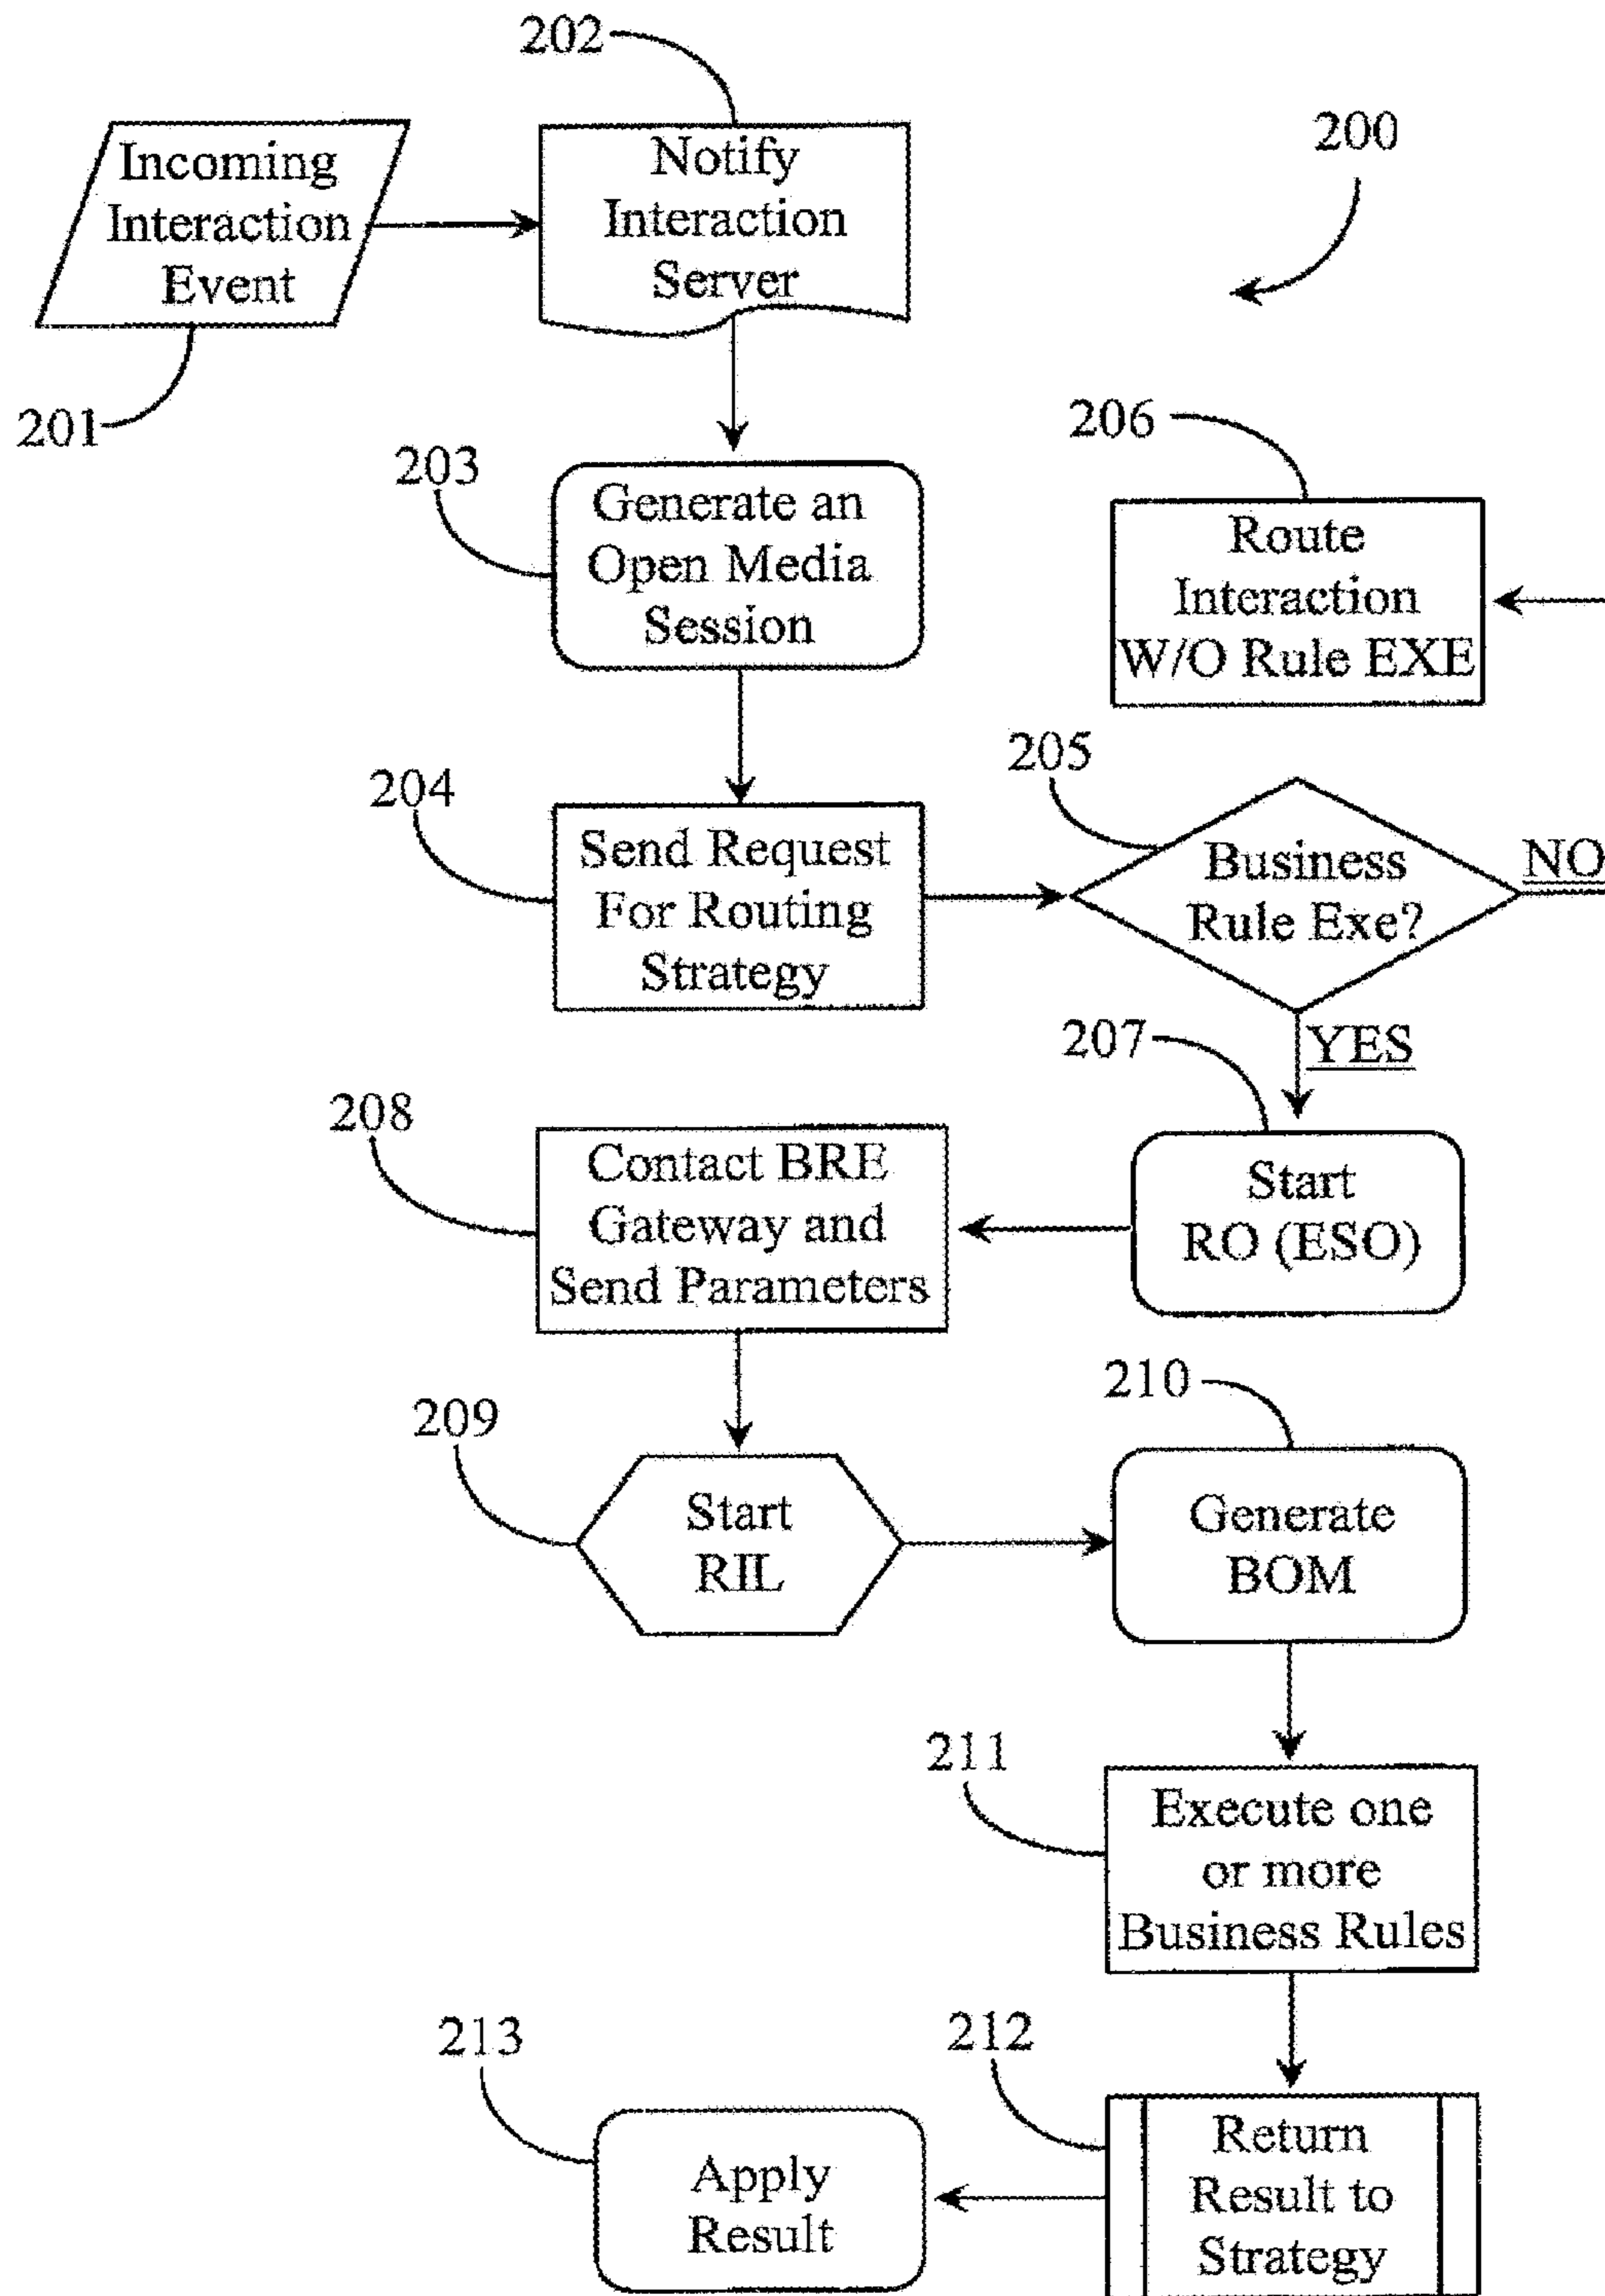 202
200
Incoming
Interaction
Event
Notify
Interaction
Server
201
206
203
Generate an
Open Media
Session
Route
Interaction
W/O Rule EXE
205
204
Send Request
For Routing
Strategy
Business
Rule Exe?
NO
YES
207
208
Contact BRE
Gateway and
Send Parameters
Start
RO (ESO)
210
209
Start
RIL
Generate
BOM
211
Execute one
or more
Business Rules
213
212
Apply
Result
Return
Result to
Strategy